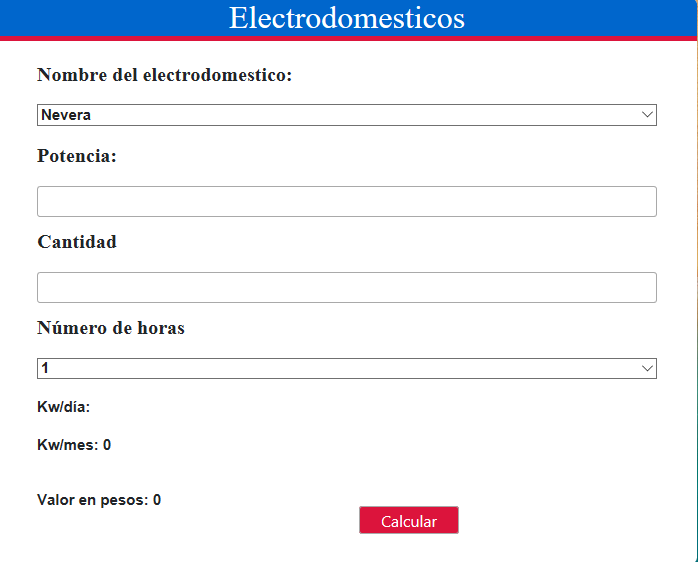 Electrodomesticos
Nombre del electrodomestico:
Nevera
Potencia:
Cantidad
Número de horas
1
Kw/día:
Kw/mes: 0
Valor en pesos: 0
Calcular